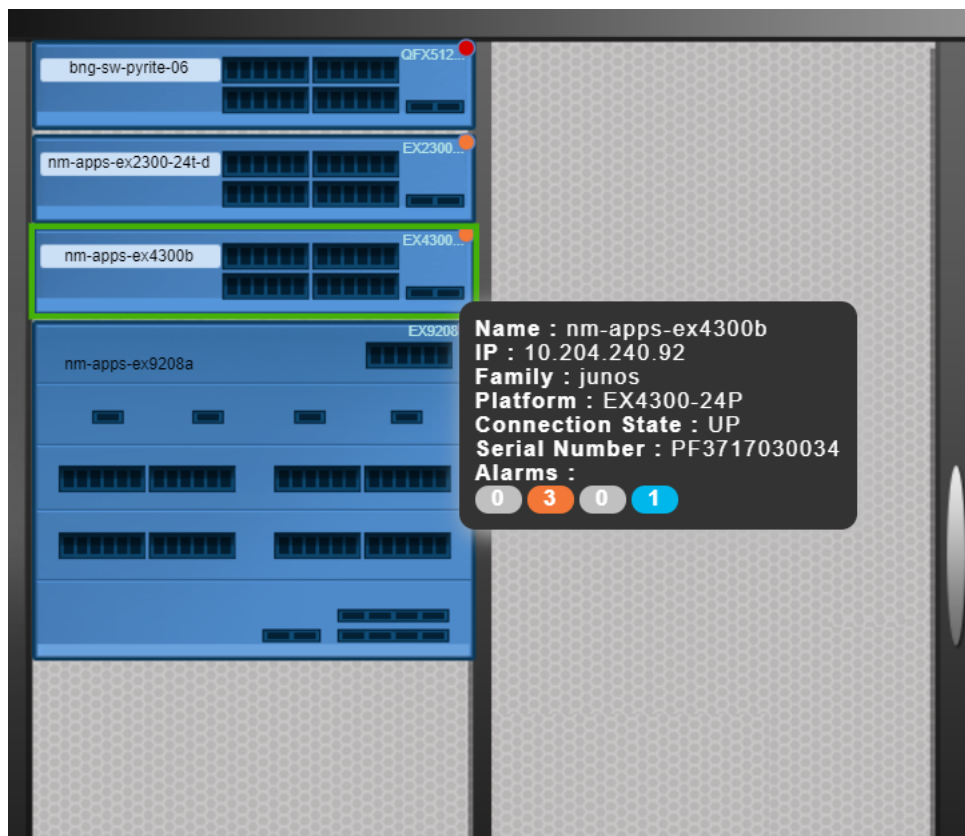 bng-sw-pyrite-06
QFX512...
nm-apps-ex2300-24t-d
EX2300...
nm-apps-ex4300b
EX4300...
nm-apps-ex9208a
EX9208
Name : nm-apps-ex4300b
IP : 10.204.240.92
Family : junos
Platform : EX4300-24P
Connection State : UP
Serial Number : PF3717030034
Alarms :
0 3 0 1